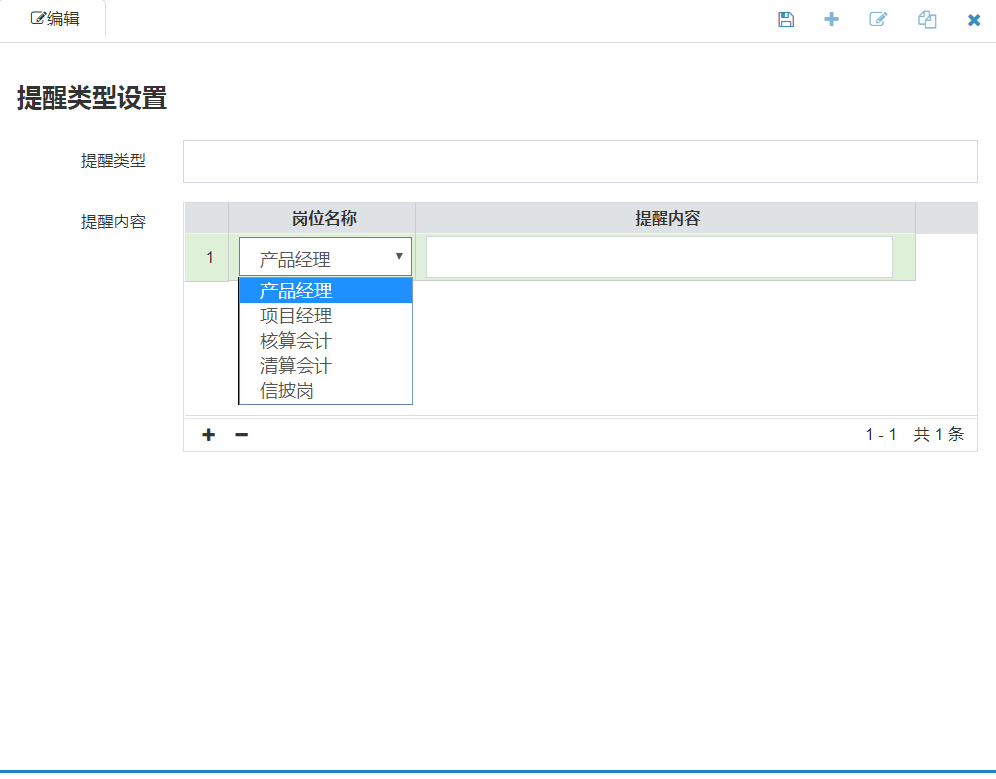 编辑
提醒类型设置
提醒类型
提醒内容
岗位名称 提醒内容
1 产品经理
产品经理
项目经理
核算会计
清算会计
信披岗
1 - 1 共 1 条